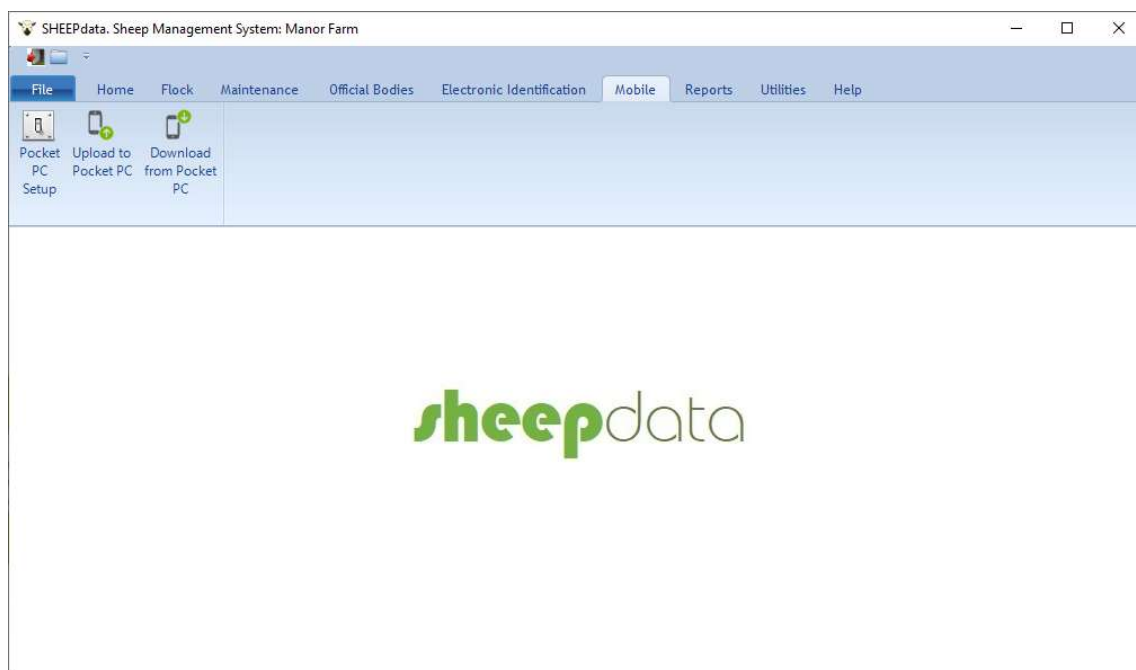 SHEEPdata. Sheep Management System: Manor Farm
File Home Flock Maintenance Official Bodies Electronic Identification Mobile Reports Utilities Help
Pocket PC Setup
Upload to Pocket PC
Download from Pocket PC
sheepdata